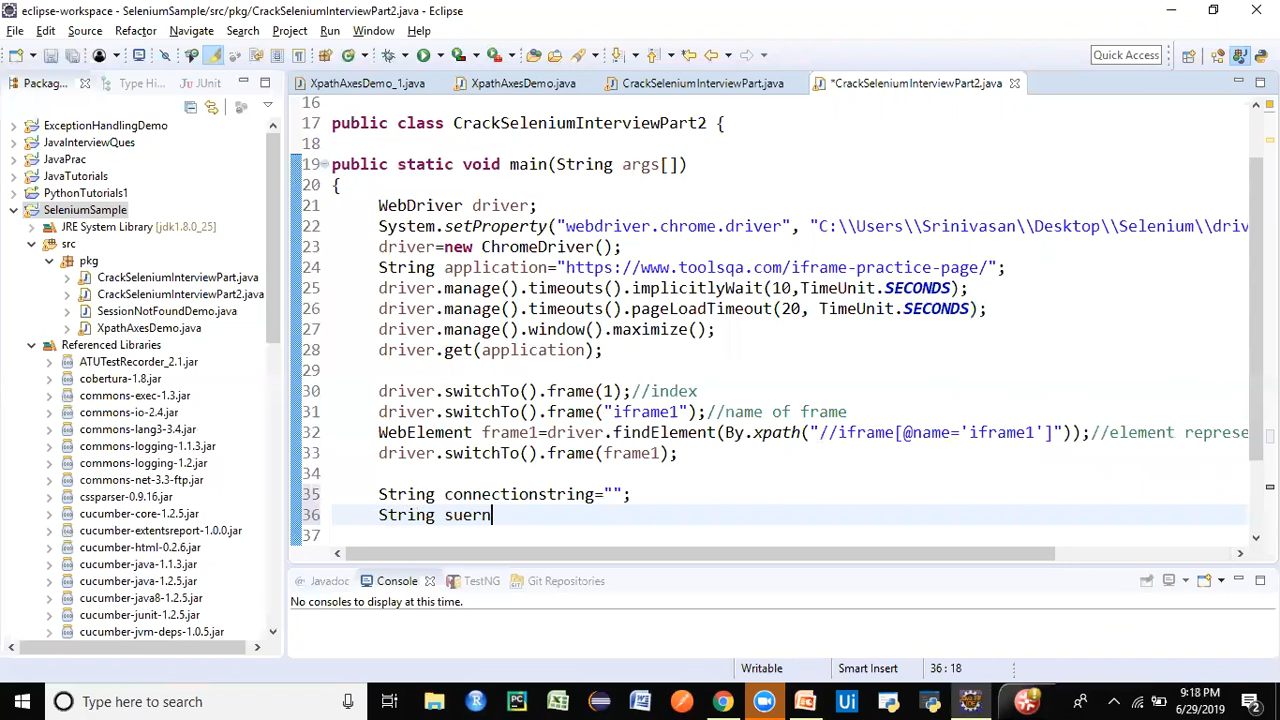 eclipse-workspace - SeleniumSample/src/pkg/CrackSeleniumInterviewPart2.java - Eclipse
File Edit Source Refactor Navigate Search Project Run Window Help
Quick Access
Packag... Type Hi... JUnit
XpathAxesDemo_1.java XpathAxesDemo.java CrackSeleniumInterviewPart.java *CrackSeleniumInterviewPart2.java
ExceptionHandlingDemo
JavaInterviewQues
JavaPrac
JavaTutorials
PythonTutorials1
SeleniumSample
JRE System Library [jdk1.8.0_25]
src
pkg
CrackSeleniumInterviewPart.java
CrackSeleniumInterviewPart2.java
SessionNotFoundDemo.java
XpathAxesDemo.java
Referenced Libraries
ATUTestRecorder_2.1.jar
cobertura-1.8.jar
commons-exec-1.3.jar
commons-io-2.4.jar
commons-lang3-3.4.jar
commons-logging-1.1.3.jar
commons-logging-1.2.jar
commons-net-3.3-ftp.jar
cssparser-0.9.16.jar
cucumber-core-1.2.5.jar
cucumber-extentsreport-1.0.0.jar
cucumber-html-0.2.6.jar
cucumber-java-1.1.3.jar
cucumber-java-1.2.5.jar
cucumber-java8-1.2.5.jar
cucumber-junit-1.2.5.jar
cucumber-jvm-deps-1.0.5.jar
16
17 public class CrackSeleniumInterviewPart2 {
18
19 public static void main(String args[])
20 {
21 WebDriver driver;
22 System.setProperty("webdriver.chrome.driver", "C:\\Users\\Srinivasan\\Desktop\\Selenium\\driv
23 driver=new ChromeDriver();
24 String application="https://www.toolsqa.com/iframe-practice-page/";
25 driver.manage().timeouts().implicitlyWait(10,TimeUnit.SECONDS);
26 driver.manage().timeouts().pageLoadTimeout(20, TimeUnit.SECONDS);
27 driver.manage().window().maximize();
28 driver.get(application);
29
30 driver.switchTo().frame(1);//index
31 driver.switchTo().frame("iframe1");//name of frame
32 WebElement frame1=driver.findElement(By.xpath("//iframe[@name='iframe1']"));//element represe
33 driver.switchTo().frame(frame1);
34
35 String connectionstring="";
36 String suern
37
Javadoc Console TestNG Git Repositories
No consoles to display at this time.
Writable Smart Insert 36 : 18
Type here to search
9:18 PM
6/29/2019